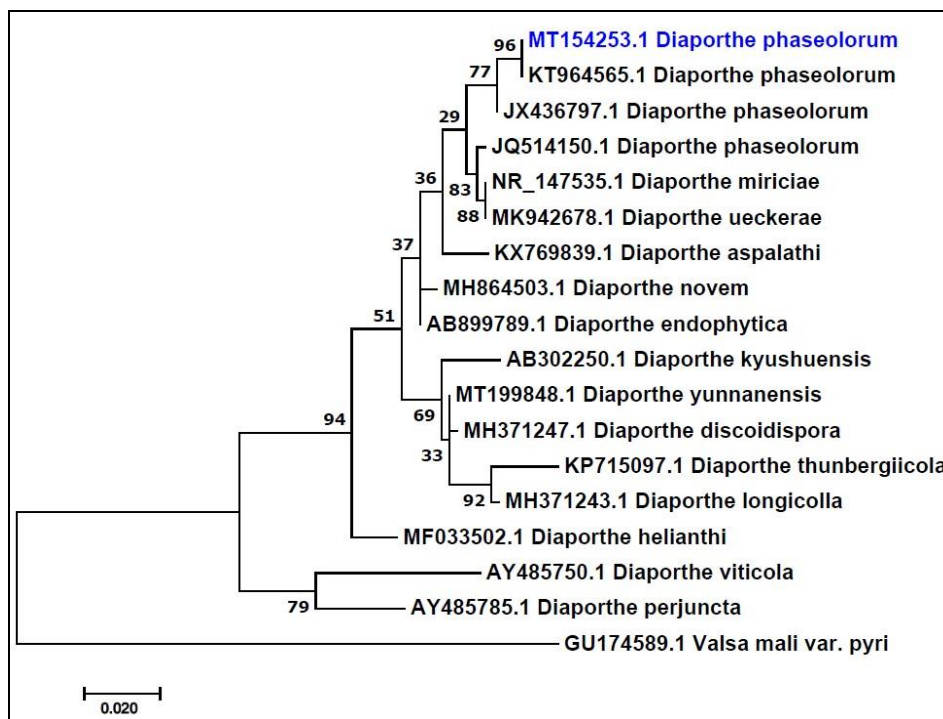 96
MT154253.1 Diaporthe phaseolorum
77
KT964565.1 Diaporthe phaseolorum
JX436797.1 Diaporthe phaseolorum
29
JQ514150.1 Diaporthe phaseolorum
36
83
NR_147535.1 Diaporthe miriciae
88
MK942678.1 Diaporthe ueckerae
37
KX769839.1 Diaporthe aspalathi
MH864503.1 Diaporthe novem
51
AB899789.1 Diaporthe endophytica
AB302250.1 Diaporthe kyushuensis
69
MT199848.1 Diaporthe yunnanensis
94
MH371247.1 Diaporthe discoidispora
33
KP715097.1 Diaporthe thunbergiicola
92
MH371243.1 Diaporthe longicolla
MF033502.1 Diaporthe helianthi
AY485750.1 Diaporthe viticola
79
AY485785.1 Diaporthe perjuncta
GU174589.1 Valsa mali var. pyri
0.020